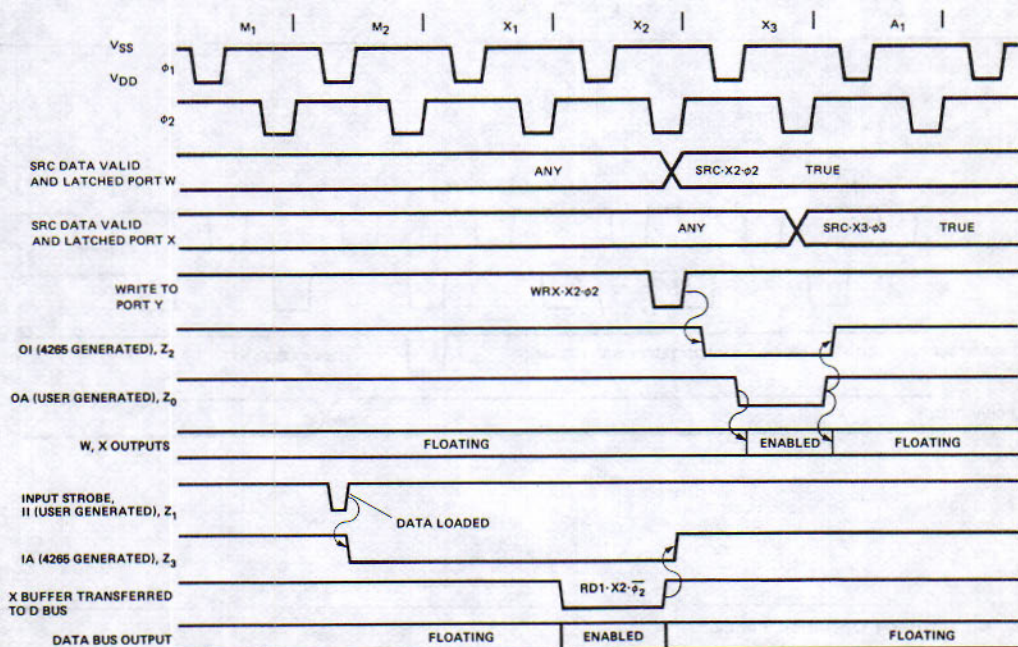 M1 M2 X1 X2 X3 A1
VSS
VDD
ϕ1
ϕ2
SRC DATA VALID
AND LATCHED PORT W
ANY
SRC·X2·ϕ2
TRUE
SRC DATA VALID
AND LATCHED PORT X
ANY
SRC·X3·ϕ3
TRUE
WRITE TO
PORT Y
WRX·X2·ϕ2
OI (4265 GENERATED), Z2
OA (USER GENERATED), Z0
W, X OUTPUTS
FLOATING
ENABLED
FLOATING
INPUT STROBE,
II (USER GENERATED), Z1
DATA LOADED
IA (4265 GENERATED), Z3
X BUFFER TRANSFERRED
TO D BUS
RD1·X2·ϕ̅2
DATA BUS OUTPUT
FLOATING
ENABLED
FLOATING